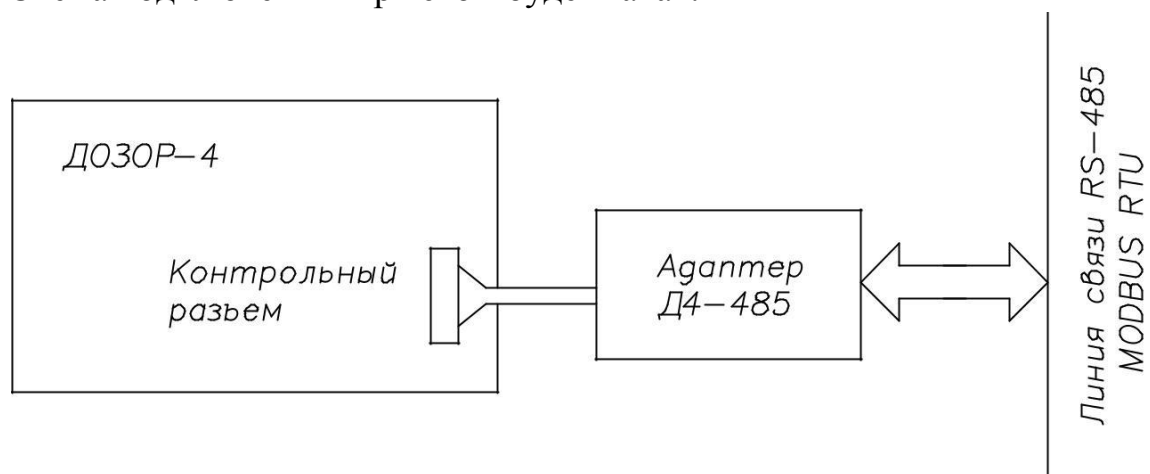 ДОЗОР-4
Контрольный
разъем
Адаптер
Д4-485
Линия связи RS-485
MODBUS RTU